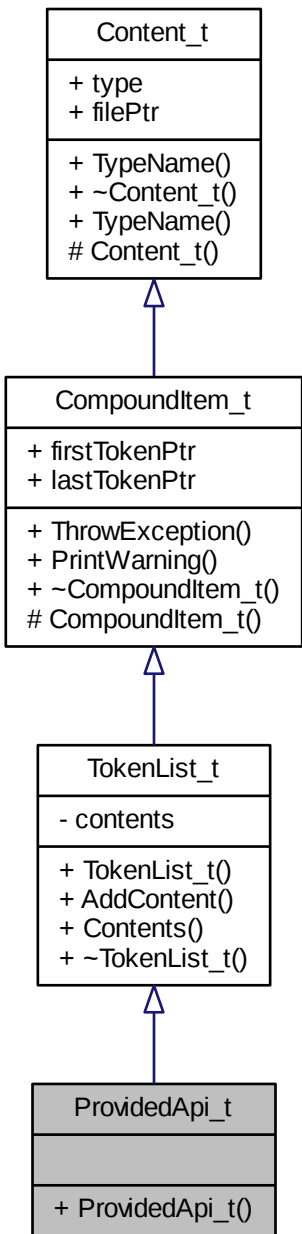 Content_t
+ type
+ filePtr
+ TypeName()
+ ~Content_t()
+ TypeName()
# Content_t()
CompoundItem_t
+ firstTokenPtr
+ lastTokenPtr
+ ThrowException()
+ PrintWarning()
+ ~CompoundItem_t()
# CompoundItem_t()
TokenList_t
- contents
+ TokenList_t()
+ AddContent()
+ Contents()
+ ~TokenList_t()
ProvidedApi_t
+ ProvidedApi_t()